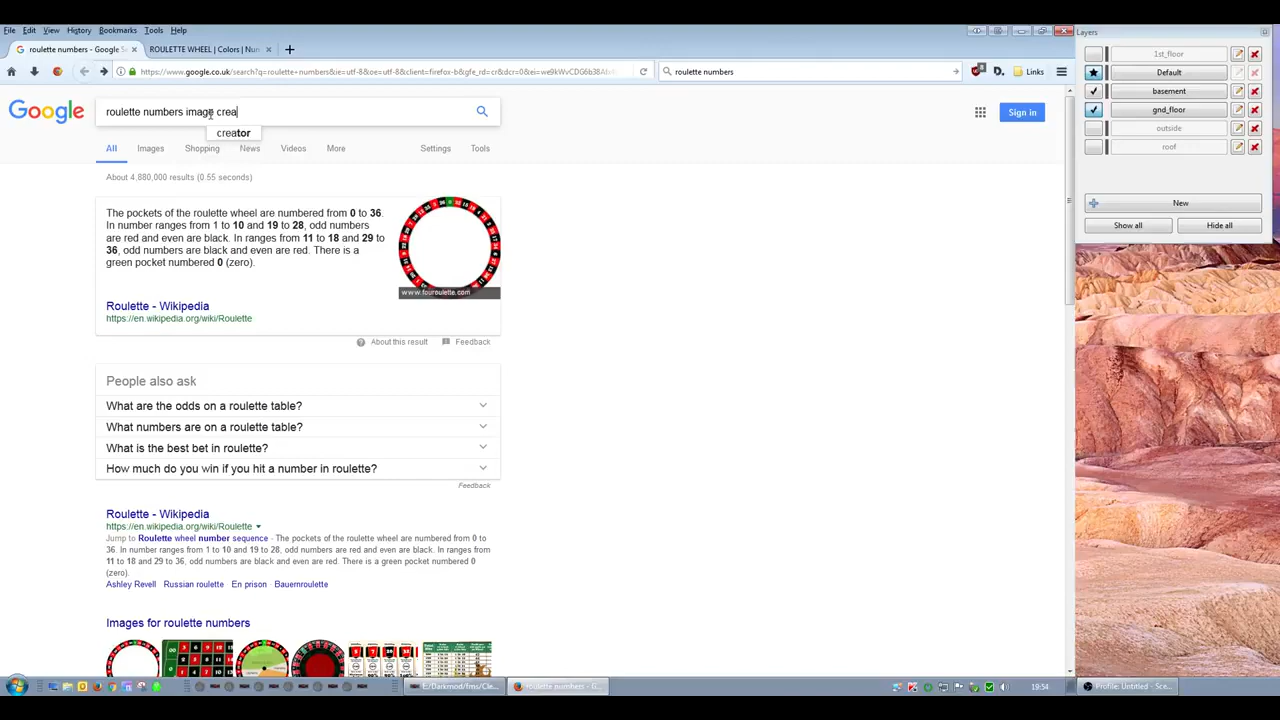 File Edit View History Bookmarks Tools Help
roulette numbers - Google S
ROULETTE WHEEL | Colors | Nu
roulette numbers
Links
Google
roulette numbers image crea
Sign in
creator
All Images Shopping News Videos More Settings Tools
About 4,880,000 results (0.55 seconds)
The pockets of the roulette wheel are numbered from 0 to 36.
In number ranges from 1 to 10 and 19 to 28, odd numbers
are red and even are black. In ranges from 11 to 18 and 29 to
36, odd numbers are black and even are red. There is a
green pocket numbered 0 (zero).
www.fouroulette.com
Roulette - Wikipedia
https://en.wikipedia.org/wiki/Roulette
About this result Feedback
People also ask
What are the odds on a roulette table?
What numbers are on a roulette table?
What is the best bet in roulette?
How much do you win if you hit a number in roulette?
Feedback
Roulette - Wikipedia
https://en.wikipedia.org/wiki/Roulette
Jump to Roulette wheel number sequence - The pockets of the roulette wheel are numbered from 0 to
36. In number ranges from 1 to 10 and 19 to 28, odd numbers are red and even are black. In ranges from
11 to 18 and 29 to 36, odd numbers are black and even are red. There is a green pocket numbered 0
(zero).
Ashley Revell Russian roulette En prison Bauernroulette
Images for roulette numbers
Layers
1st_floor
Default
basement
gnd_floor
outside
roof
New
Show all Hide all
E:/Darkmod/fms/Cle...
roulette numbers - G...
19:54
Profile: Untitled - Sce...